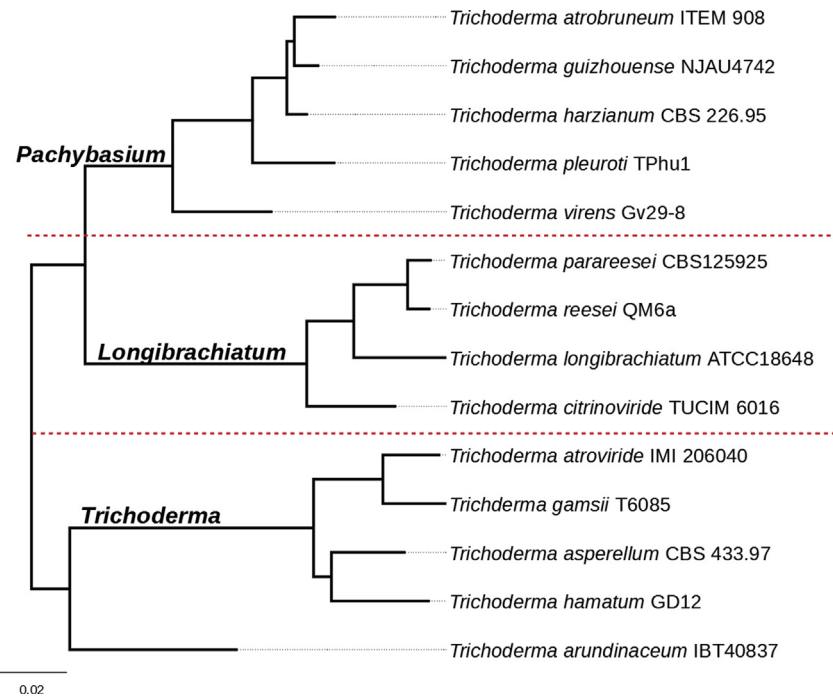 Trichoderma atrobruneum ITEM 908
Trichoderma guizhouense NJAU4742
Trichoderma harzianum CBS 226.95
Pachybasium
Trichoderma pleuroti TPhu1
Trichoderma virens Gv29-8
Trichoderma parareesei CBS125925
Trichoderma reesei QM6a
Longibrachiatum
Trichoderma longibrachiatum ATCC18648
Trichoderma citrinoviride TUCIM 6016
Trichoderma atroviride IMI 206040
Trichderma gamsii T6085
Trichoderma
Trichoderma asperellum CBS 433.97
Trichoderma hamatum GD12
Trichoderma arundinaceum IBT40837
0.02